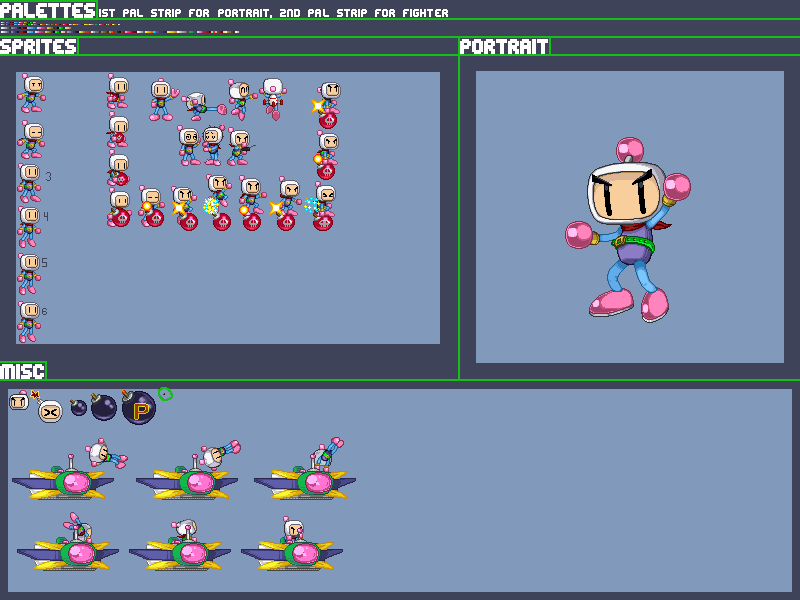 PALETTES 1ST PAL STRIP FOR PORTRAIT, 2ND PAL STRIP FOR FIGHTER
SPRITES
PORTRAIT
3
4
5
6
MISC
P